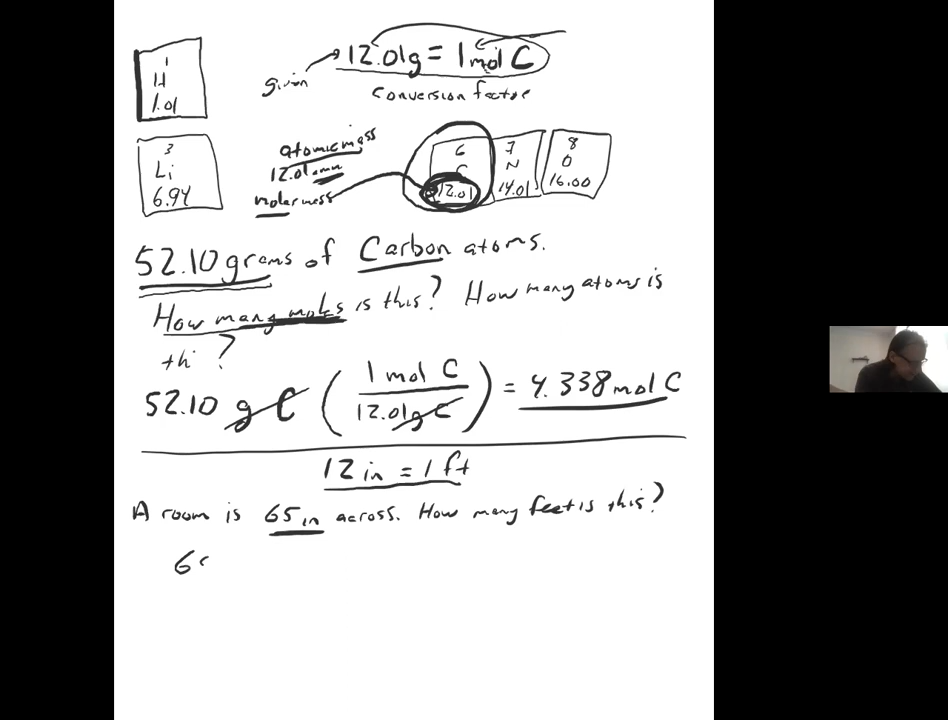 12.01g = 1 mol C
given
conversion factor
1
H
1.01
3
Li
6.94
atomic mass
12.01 amu
molar mass
6
C
12.01
7
N
14.01
8
O
16.00
52.10 grams of Carbon atoms.
How many moles is this? How many atoms is
thi ?
52.10 g C ( 1 mol C / 12.01g C ) = 4.338 mol C
12 in = 1 ft
A room is 65 in across. How many feet is this?
6